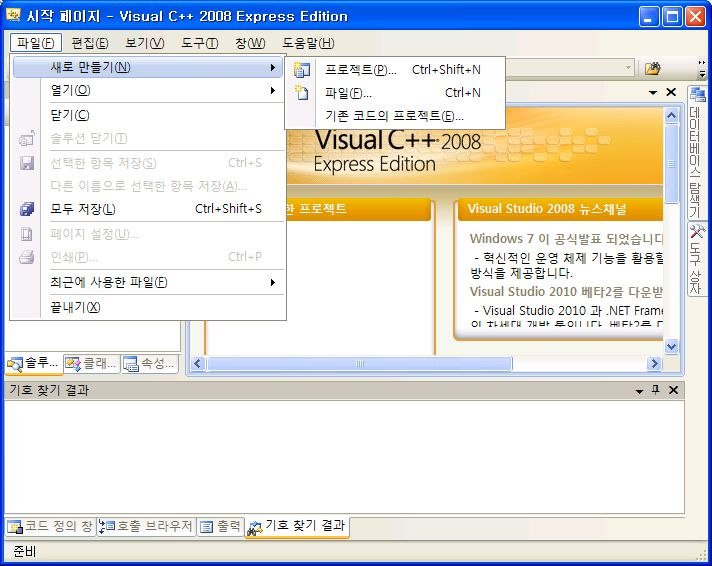 시작 페이지 - Visual C++ 2008 Express Edition
파일(F) 편집(E) 보기(V) 도구(T) 창(W) 도움말(H)
새로 만들기(N)
열기(O)
닫기(C)
솔루션 닫기(T)
선택한 항목 저장(S) Ctrl+S
다른 이름으로 선택한 항목 저장(A)...
모두 저장(L) Ctrl+Shift+S
페이지 설정(U)...
인쇄(P)... Ctrl+P
최근에 사용한 파일(F)
끝내기(X)
프로젝트(P)... Ctrl+Shift+N
파일(F)... Ctrl+N
기존 코드의 프로젝트(E)...
Visual C++ 2008
Express Edition
한 프로젝트
Visual Studio 2008 뉴스채널
Windows 7 이 공식발표 되었습니다
- 혁신적인 운영 체제 기능을 활용할
방식을 제공합니다.
Visual Studio 2010 베타2를 다운받
- Visual Studio 2010 과 .NET Frame
의 차세대 개발 툴입니다. 베타2를 다
데이터베이스 탐색기
도구 상자
솔루... 클래... 속성...
기호 찾기 결과
코드 정의 창 호출 브라우저 출력 기호 찾기 결과
준비